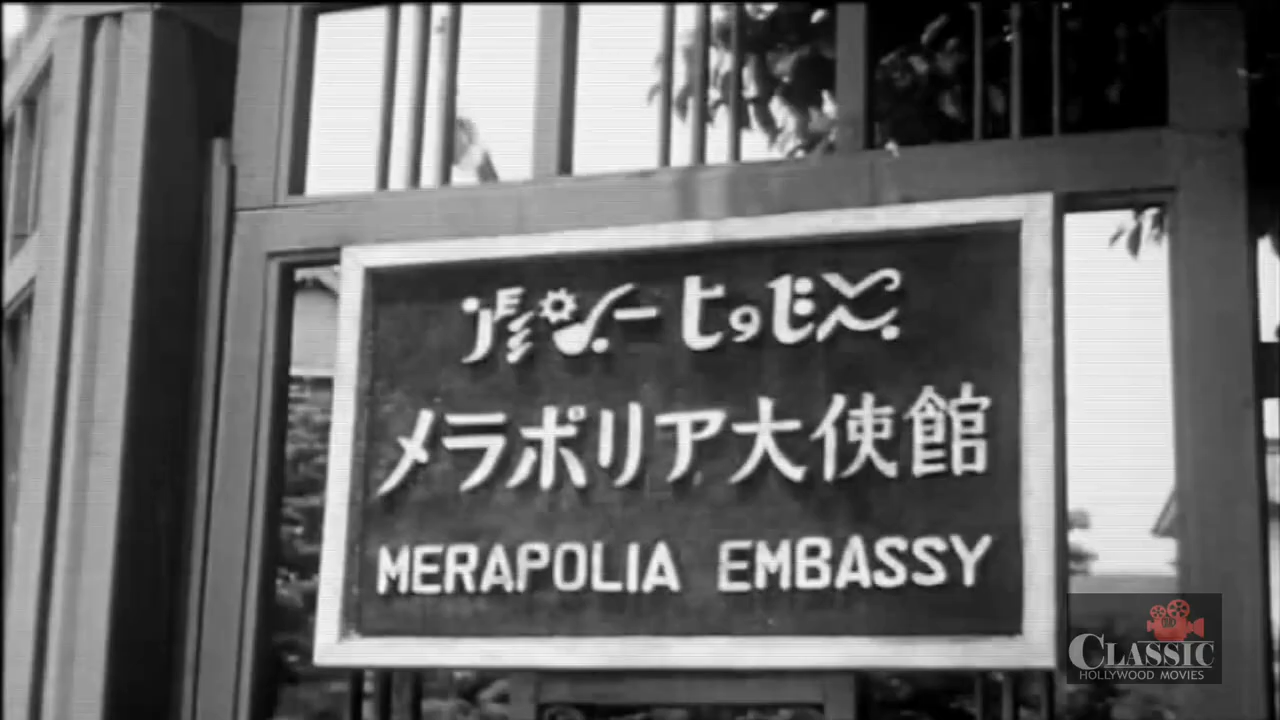 メラポリア大使館
MERAPOLIA EMBASSY
CLASSIC
HOLLYWOOD MOVIES